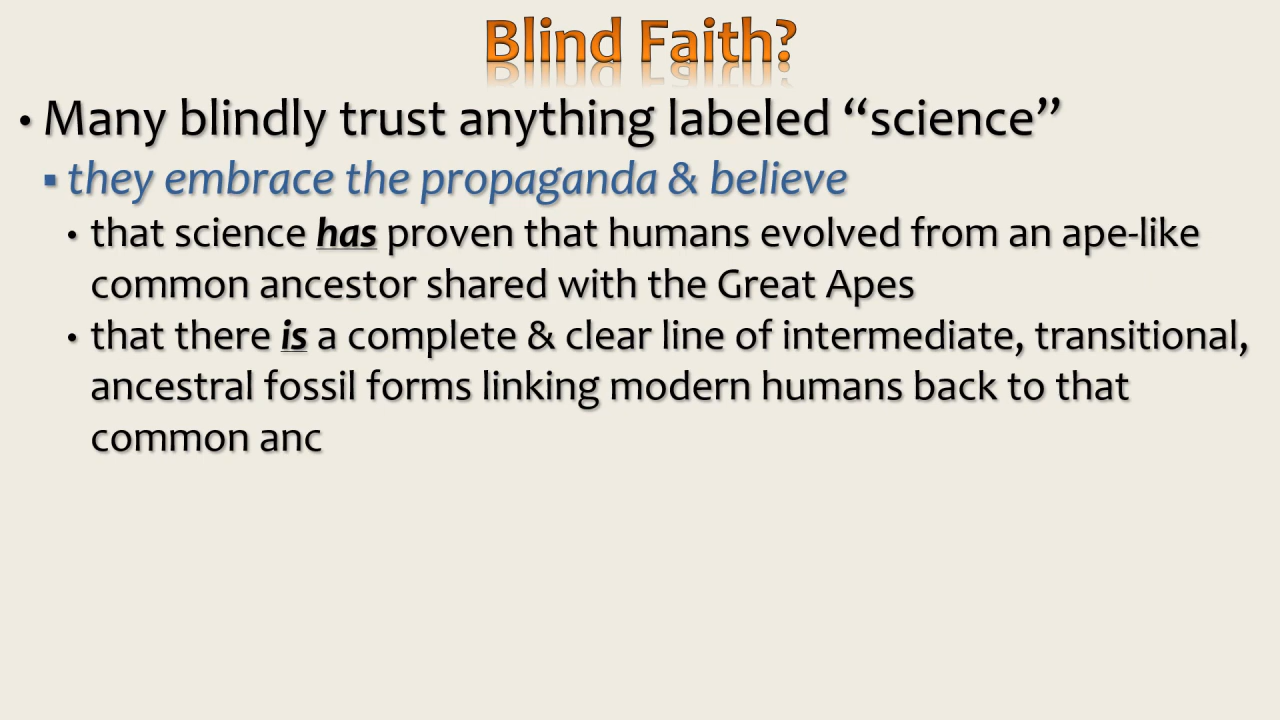 Blind Faith?
• Many blindly trust anything labeled “science”
▪ they embrace the propaganda & believe
• that science has proven that humans evolved from an ape-like
common ancestor shared with the Great Apes
• that there is a complete & clear line of intermediate, transitional,
ancestral fossil forms linking modern humans back to that
common anc